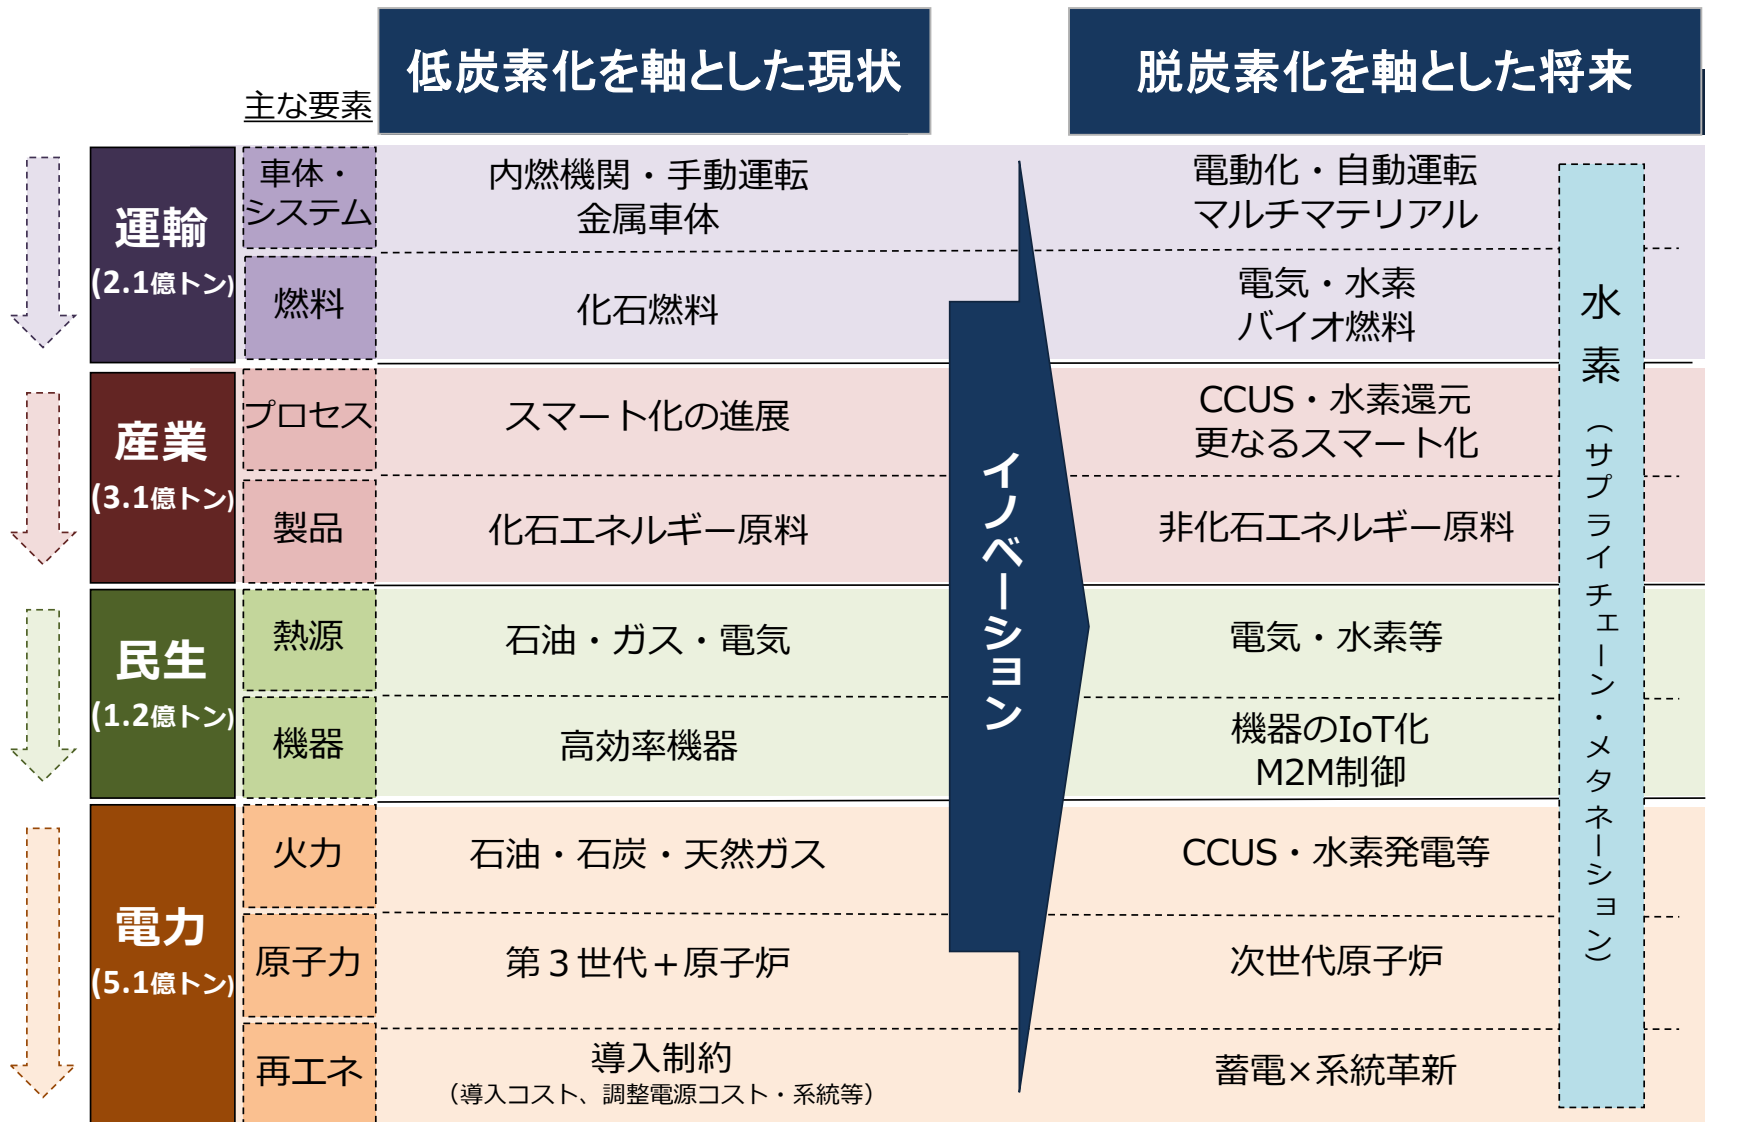 低炭素化を軸とした現状
脱炭素化を軸とした将来
主な要素
運輸
(2.1億トン)
車体・
システム
内燃機関・手動運転
金属車体
電動化・自動運転
マルチマテリアル
燃料
化石燃料
電気・水素
バイオ燃料
産業
(3.1億トン)
プロセス
スマート化の進展
CCUS・水素還元
更なるスマート化
製品
化石エネルギー原料
非化石エネルギー原料
民生
(1.2億トン)
熱源
石油・ガス・電気
電気・水素等
機器
高効率機器
機器のIoT化
M2M制御
電力
(5.1億トン)
火力
石油・石炭・天然ガス
CCUS・水素発電等
原子力
第3世代+原子炉
次世代原子炉
再エネ
導入制約
(導入コスト、調整電源コスト・系統等)
蓄電×系統革新
イノベーション
水素(サプライチェーン・メタネーション)